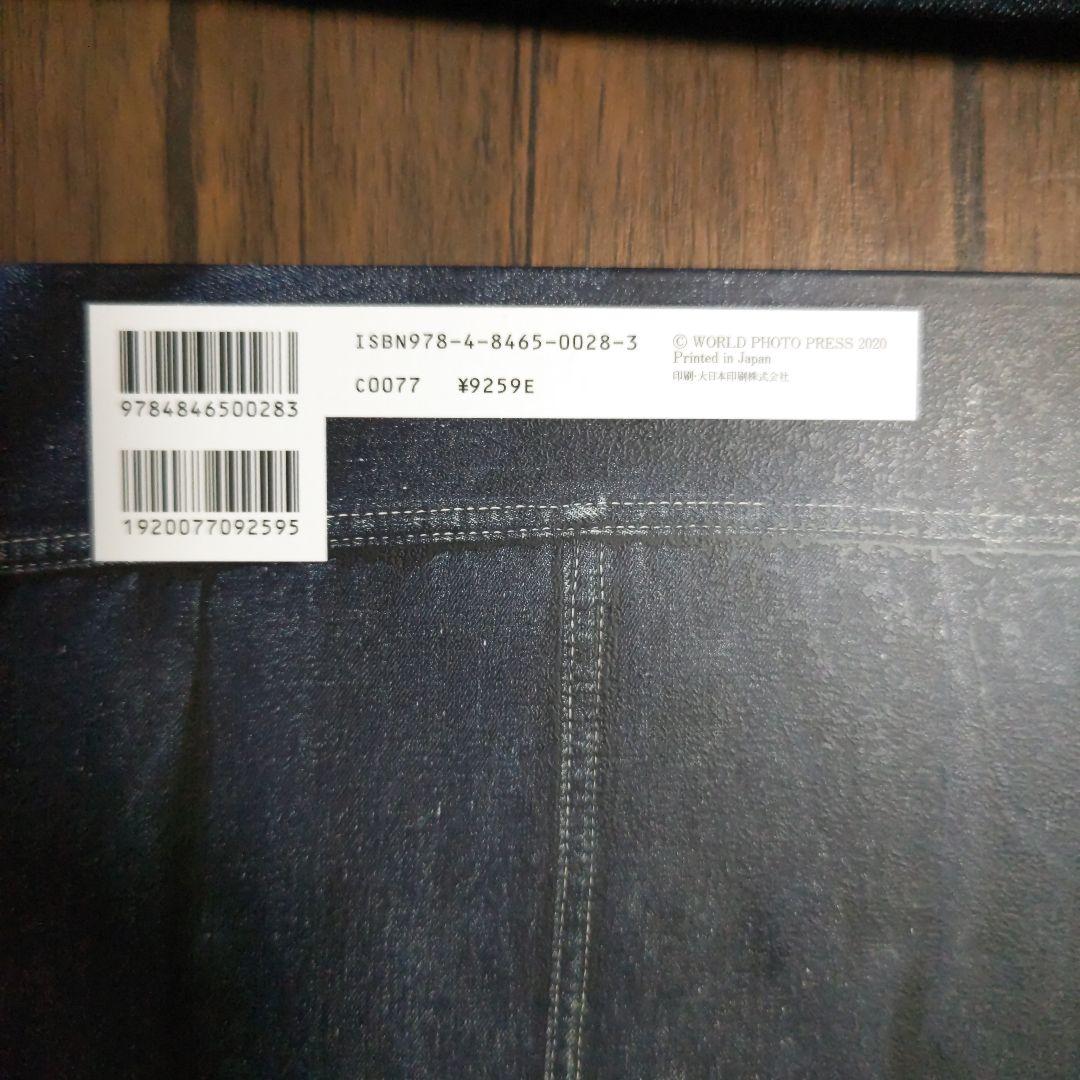 9784846500283
1920077092595
ISBN978-4-8465-0028-3
C0077 ¥9259E
© WORLD PHOTO PRESS 2020
Printed in Japan
印刷・大日本印刷株式会社